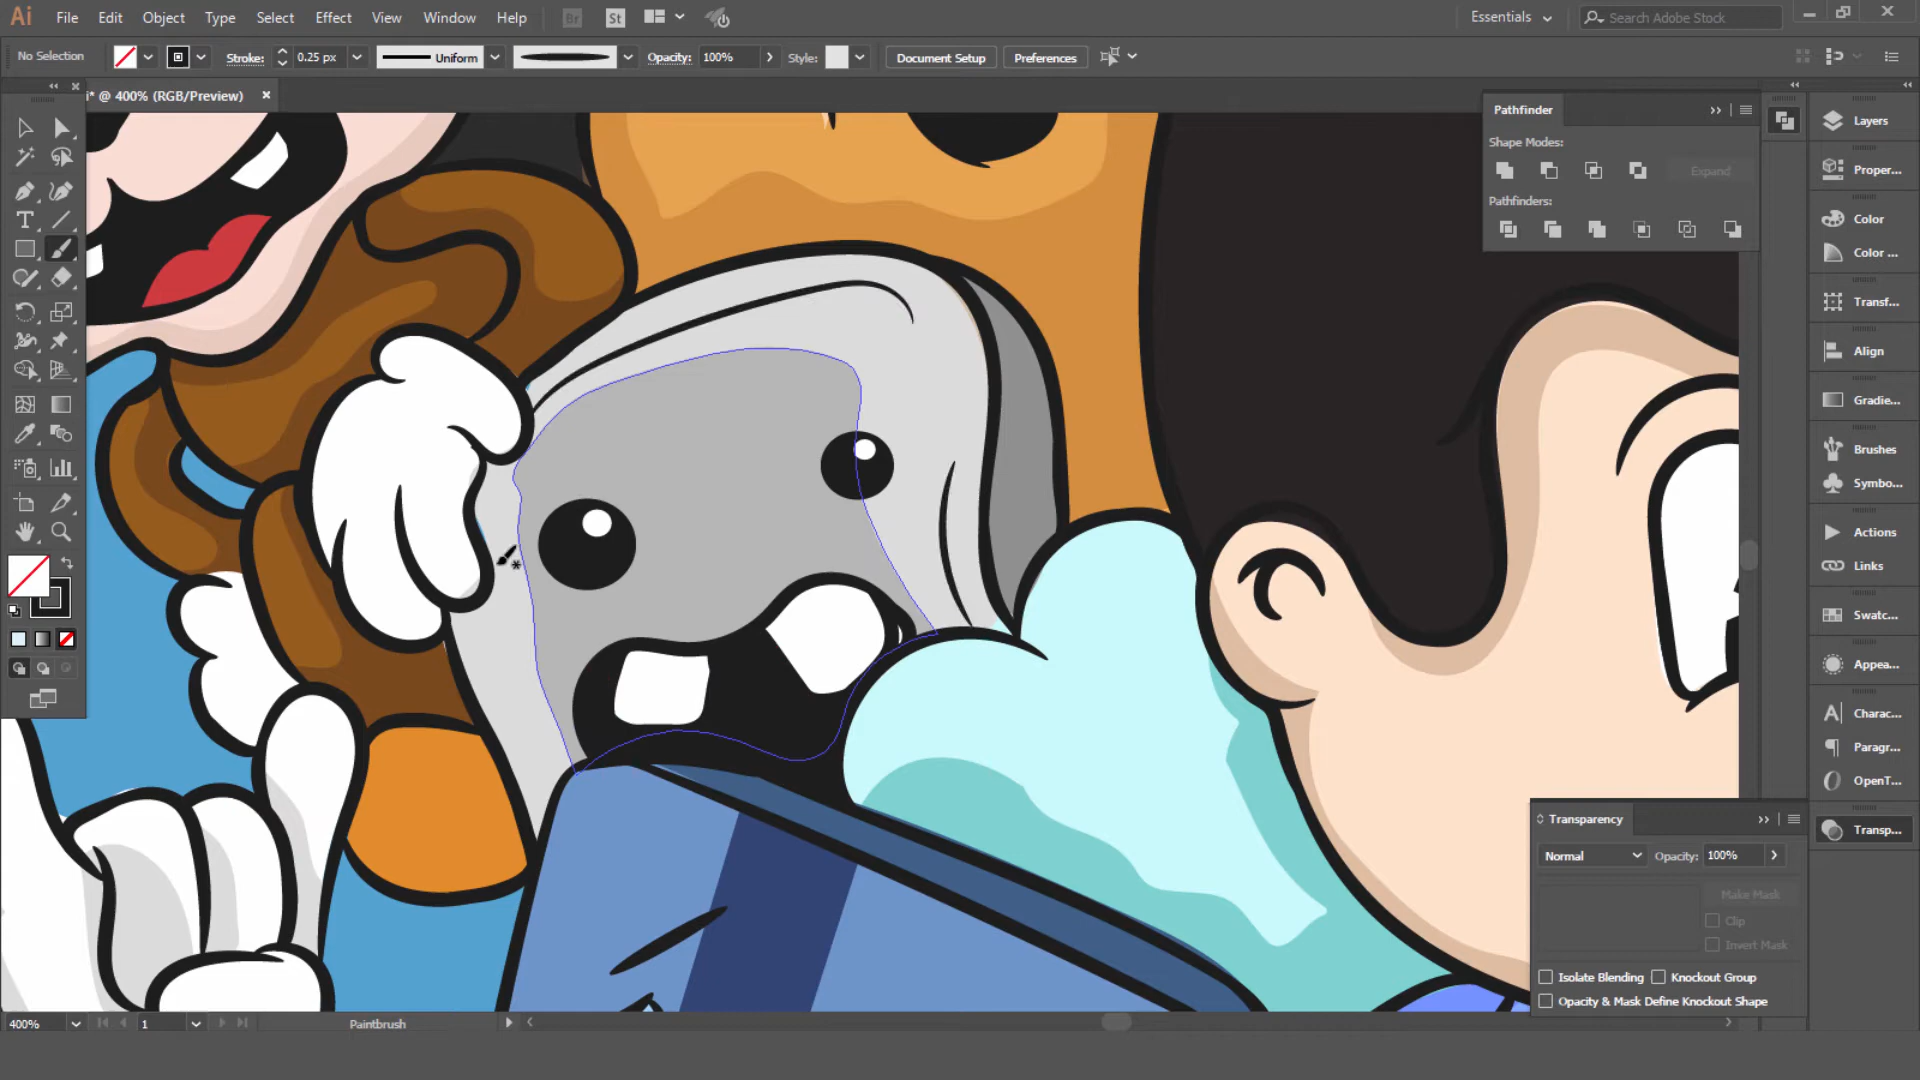 Ai File Edit Object Type Select Effect View Window Help Br St Essentials Search Adobe Stock
No Selection Stroke: 0.25 px Uniform Opacity: 100% Style: Document Setup Preferences
i* @ 400% (RGB/Preview)
Pathfinder
Shape Modes:
Expand
Pathfinders:
Layers
Proper...
Color
Color ...
Transf...
Align
Gradie...
Brushes
Symbo...
Actions
Links
Swatc...
Appea...
Charac...
Paragr...
OpenT...
Transp...
Transparency
Normal Opacity: 100%
Make Mask
Clip
Invert Mask
Isolate Blending Knockout Group
Opacity & Mask Define Knockout Shape
400% 1 Paintbrush